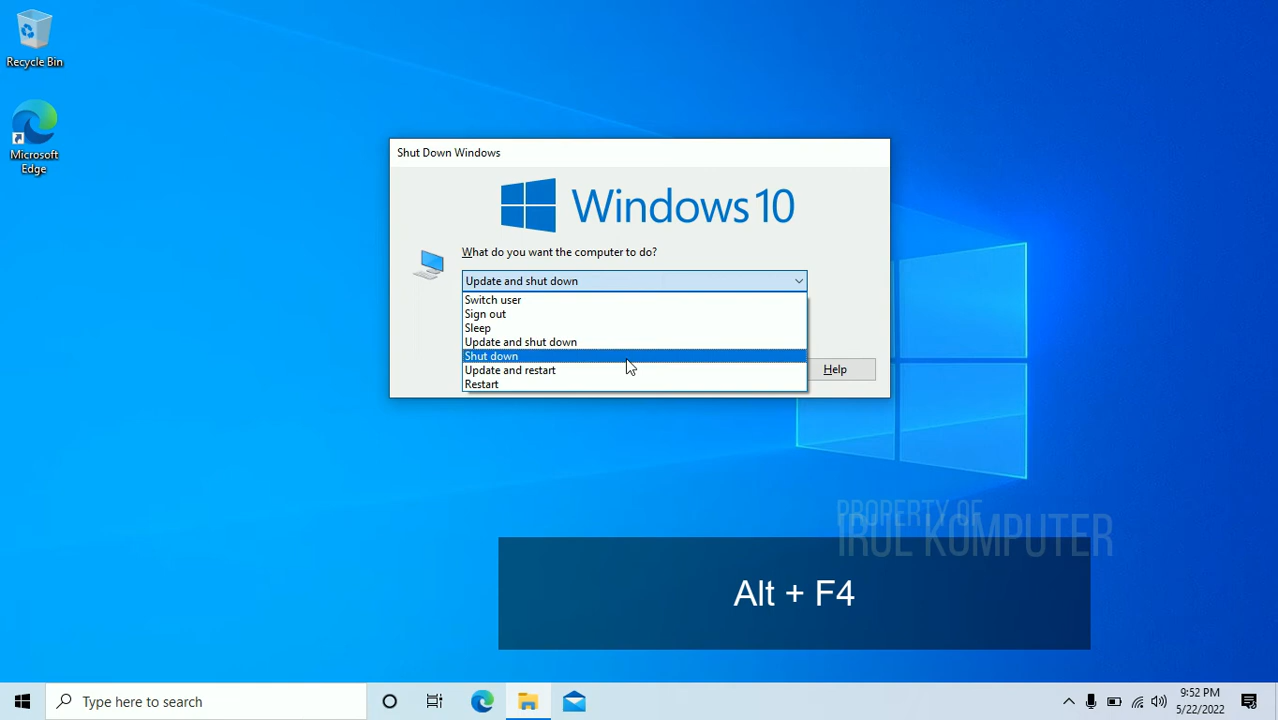 Recycle Bin
Microsoft
Edge
Shut Down Windows
Windows 10
What do you want the computer to do?
Update and shut down
Switch user
Sign out
Sleep
Update and shut down
Shut down
Update and restart
Restart
Help
PROPERTY OF
IRUL KOMPUTER
Alt + F4
Type here to search
9:52 PM
5/22/2022